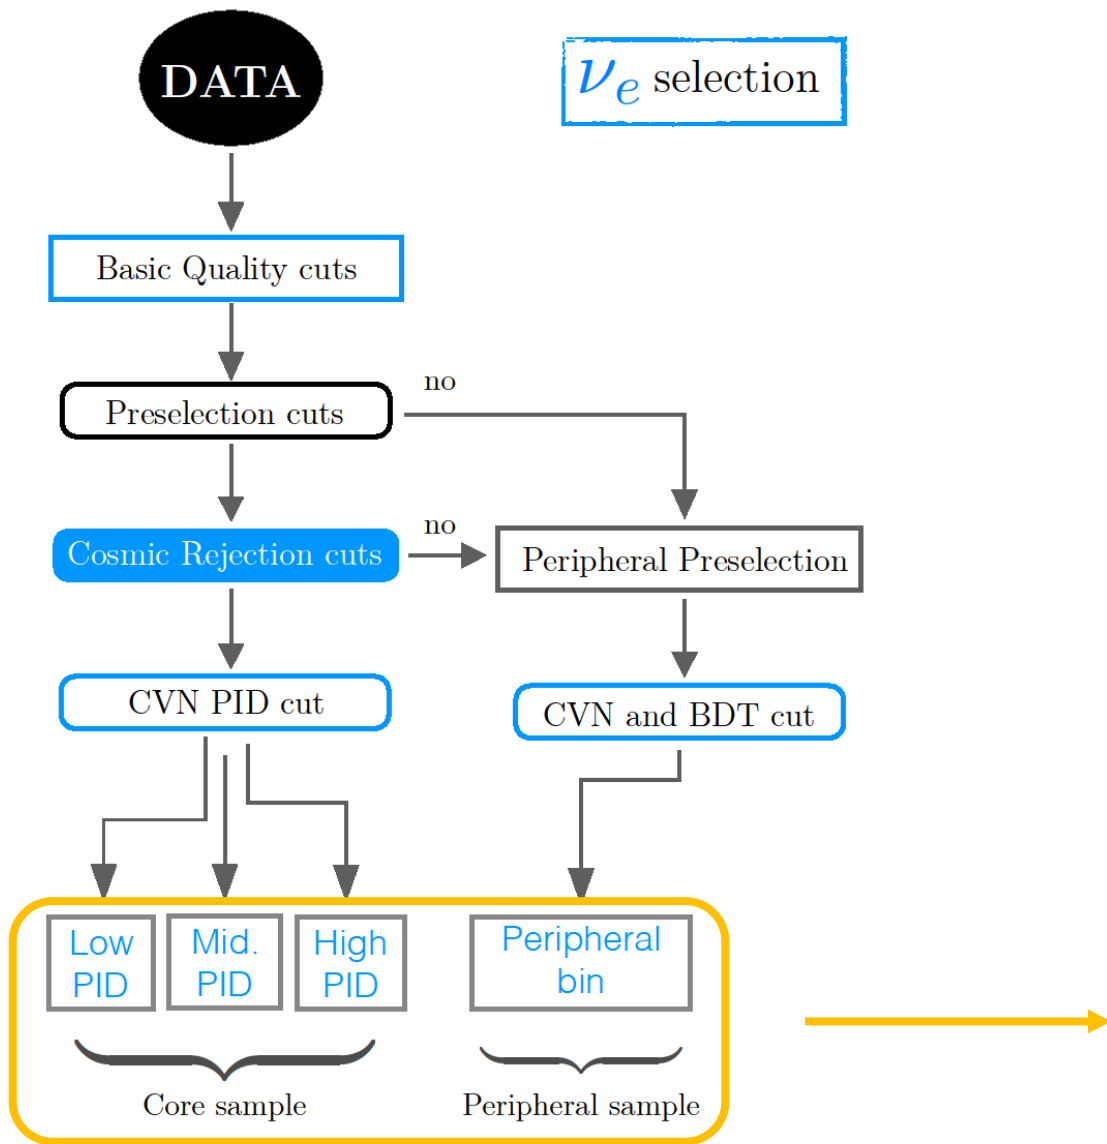 DATA
ν_e selection
Basic Quality cuts
Preselection cuts
no
Cosmic Rejection cuts
no
Peripheral Preselection
CVN PID cut
CVN and BDT cut
Low
PID
Mid.
PID
High
PID
Peripheral
bin
Core sample
Peripheral sample